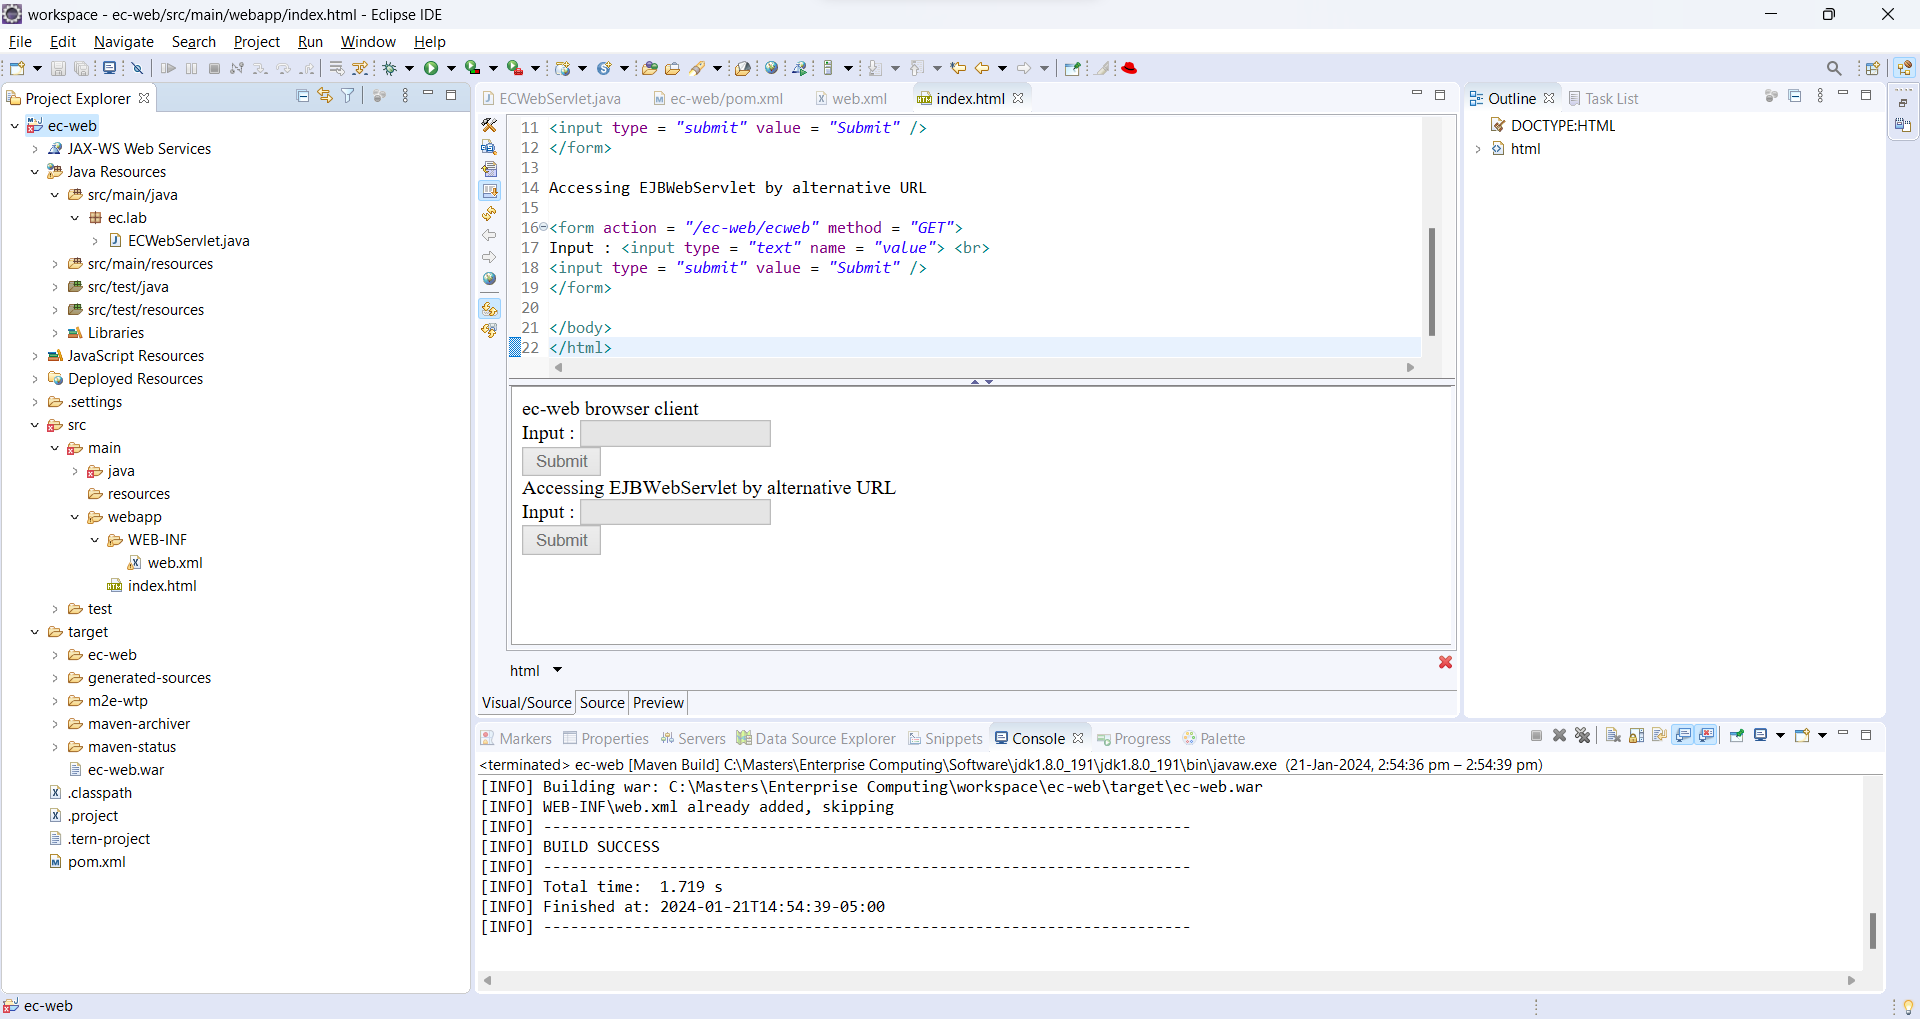 workspace - ec-web/src/main/webapp/index.html - Eclipse IDE
File Edit Navigate Search Project Run Window Help
Project Explorer
ec-web
JAX-WS Web Services
Java Resources
src/main/java
ec.lab
ECWebServlet.java
src/main/resources
src/test/java
src/test/resources
Libraries
JavaScript Resources
Deployed Resources
.settings
src
main
java
resources
webapp
WEB-INF
web.xml
index.html
test
target
ec-web
generated-sources
m2e-wtp
maven-archiver
maven-status
ec-web.war
.classpath
.project
.tern-project
pom.xml
ECWebServlet.java ec-web/pom.xml web.xml index.html
11 <input type = "submit" value = "Submit" />
12 </form>
13
14 Accessing EJBWebServlet by alternative URL
15
16 <form action = "/ec-web/ecweb" method = "GET">
17 Input : <input type = "text" name = "value"> <br>
18 <input type = "submit" value = "Submit" />
19 </form>
20
21 </body>
22 </html>
ec-web browser client
Input :
Submit
Accessing EJBWebServlet by alternative URL
Input :
Submit
html
Visual/Source Source Preview
Outline Task List
DOCTYPE:HTML
html
Markers Properties Servers Data Source Explorer Snippets Console Progress Palette
<terminated> ec-web [Maven Build] C:\Masters\Enterprise Computing\Software\jdk1.8.0_191\jdk1.8.0_191\bin\javaw.exe (21-Jan-2024, 2:54:36 pm – 2:54:39 pm)
[INFO] Building war: C:\Masters\Enterprise Computing\workspace\ec-web\target\ec-web.war
[INFO] WEB-INF\web.xml already added, skipping
[INFO] ------------------------------------------------------------------------
[INFO] BUILD SUCCESS
[INFO] ------------------------------------------------------------------------
[INFO] Total time:  1.719 s
[INFO] Finished at: 2024-01-21T14:54:39-05:00
[INFO] ------------------------------------------------------------------------
ec-web